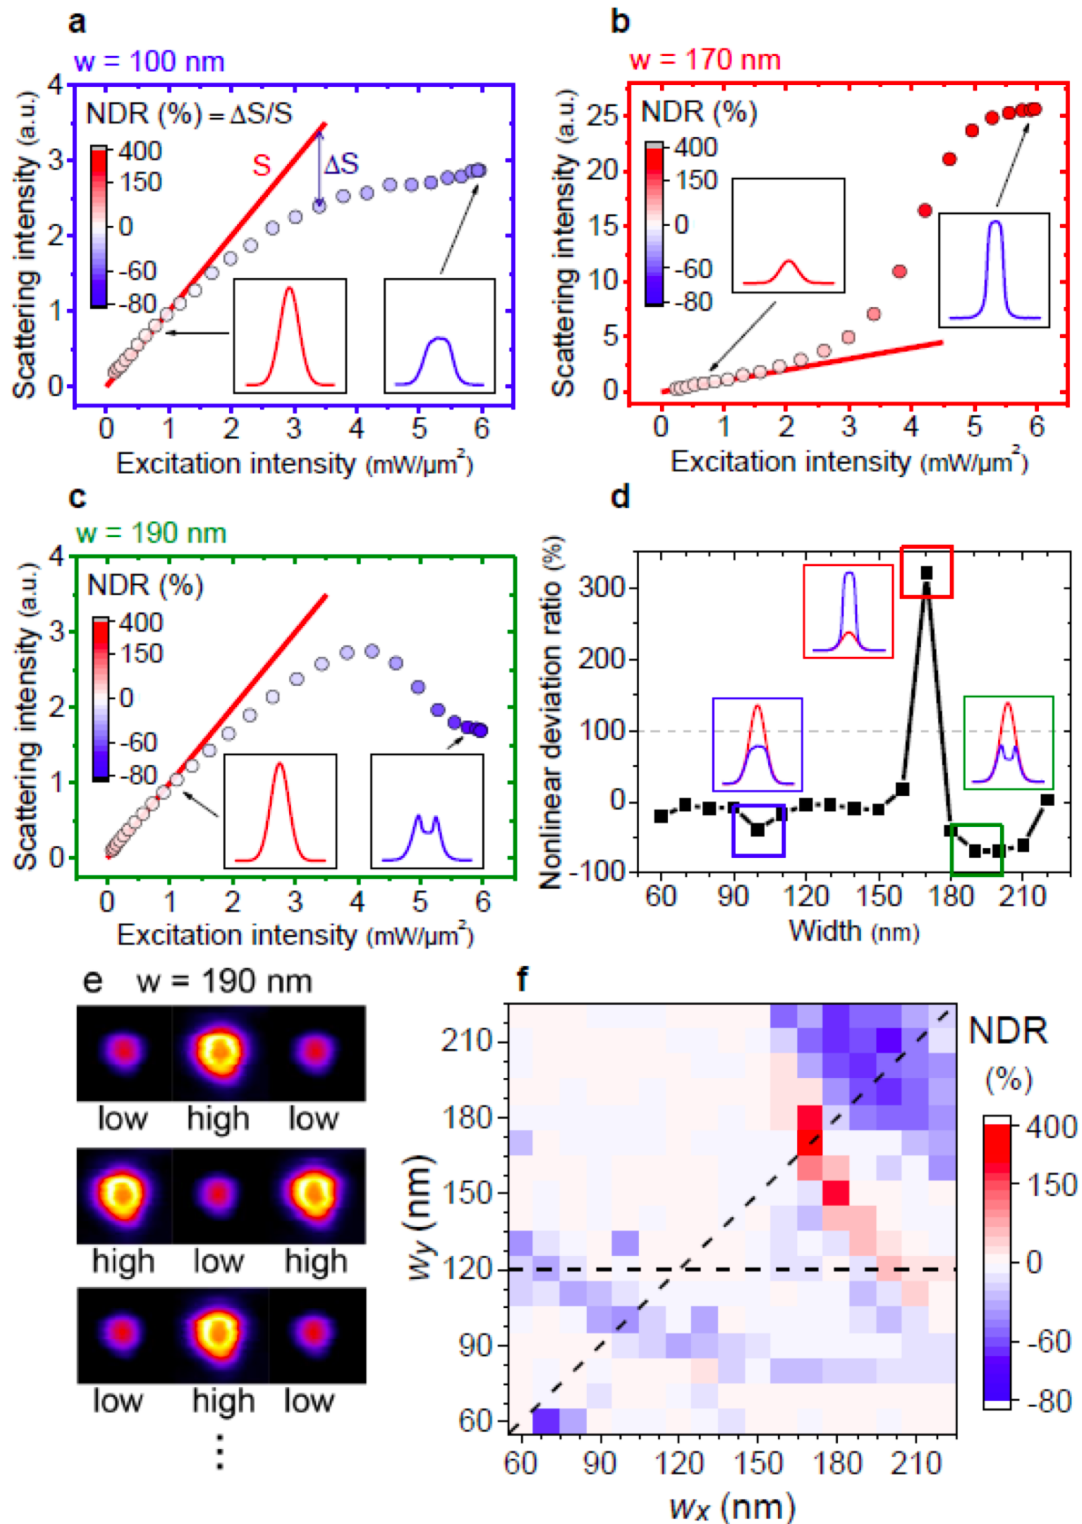 a
w = 100 nm
NDR (%) = ΔS/S
400
150
0
-60
-80
S
ΔS
4
3
2
1
0
Scattering intensity (a.u.)
0 1 2 3 4 5 6
Excitation intensity (mW/μm²)
b
w = 170 nm
NDR (%)
400
150
0
-60
-80
25
20
15
10
5
0
Scattering intensity (a.u.)
0 1 2 3 4 5 6
Excitation intensity (mW/μm²)
c
w = 190 nm
NDR (%)
400
150
0
-60
-80
4
3
2
1
0
Scattering intensity (a.u.)
0 1 2 3 4 5 6
Excitation intensity (mW/μm²)
d
300
200
100
0
-100
Nonlinear deviation ratio (%)
60 90 120 150 180 210
Width (nm)
e w = 190 nm
low high low
high low high
low high low
⋮
f
210
180
150
120
90
60
wy (nm)
60 90 120 150 180 210
wx (nm)
NDR
(%)
400
150
0
-60
-80